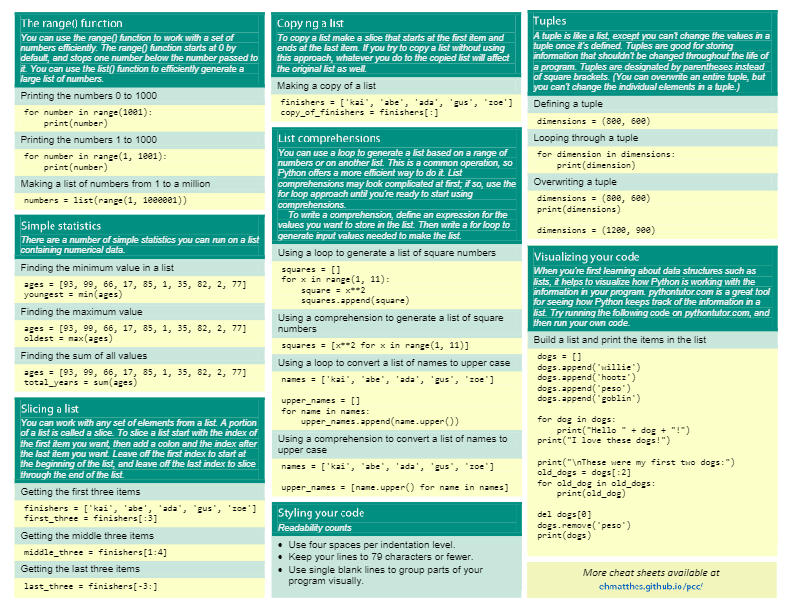 The range() function
You can use the range() function to work with a set of
numbers efficiently. The range() function starts at 0 by
default, and stops one number below the number passed to
it. You can use the list() function to efficiently generate a
large list of numbers.
Printing the numbers 0 to 1000
for number in range(1001):
    print(number)
Printing the numbers 1 to 1000
for number in range(1, 1001):
    print(number)
Making a list of numbers from 1 to a million
numbers = list(range(1, 1000001))
Simple statistics
There are a number of simple statistics you can run on a list
containing numerical data.
Finding the minimum value in a list
ages = [93, 99, 66, 17, 85, 1, 35, 82, 2, 77]
youngest = min(ages)
Finding the maximum value
ages = [93, 99, 66, 17, 85, 1, 35, 82, 2, 77]
oldest = max(ages)
Finding the sum of all values
ages = [93, 99, 66, 17, 85, 1, 35, 82, 2, 77]
total_years = sum(ages)
Slicing a list
You can work with any set of elements from a list. A portion
of a list is called a slice. To slice a list start with the index of
the first item you want, then add a colon and the index after
the last item you want. Leave off the first index to start at
the beginning of the list, and leave off the last index to slice
through the end of the list.
Getting the first three items
finishers = ['kai', 'abe', 'ada', 'gus', 'zoe']
first_three = finishers[:3]
Getting the middle three items
middle_three = finishers[1:4]
Getting the last three items
last_three = finishers[-3:]
Copying a list
To copy a list make a slice that starts at the first item and
ends at the last item. If you try to copy a list without using
this approach, whatever you do to the copied list will affect
the original list as well.
Making a copy of a list
finishers = ['kai', 'abe', 'ada', 'gus', 'zoe']
copy_of_finishers = finishers[:]
List comprehensions
You can use a loop to generate a list based on a range of
numbers or on another list. This is a common operation, so
Python offers a more efficient way to do it. List
comprehensions may look complicated at first; if so, use the
for loop approach until you're ready to start using
comprehensions.
To write a comprehension, define an expression for the
values you want to store in the list. Then write a for loop to
generate input values needed to make the list.
Using a loop to generate a list of square numbers
squares = []
for x in range(1, 11):
    square = x**2
    squares.append(square)
Using a comprehension to generate a list of square
numbers
squares = [x**2 for x in range(1, 11)]
Using a loop to convert a list of names to upper case
names = ['kai', 'abe', 'ada', 'gus', 'zoe']
upper_names = []
for name in names:
    upper_names.append(name.upper())
Using a comprehension to convert a list of names to
upper case
names = ['kai', 'abe', 'ada', 'gus', 'zoe']
upper_names = [name.upper() for name in names]
Styling your code
Readability counts
• Use four spaces per indentation level.
• Keep your lines to 79 characters or fewer.
• Use single blank lines to group parts of your
program visually.
Tuples
A tuple is like a list, except you can't change the values in a
tuple once it's defined. Tuples are good for storing
information that shouldn't be changed throughout the life of
a program. Tuples are designated by parentheses instead
of square brackets. (You can overwrite an entire tuple, but
you can't change the individual elements in a tuple.)
Defining a tuple
dimensions = (800, 600)
Looping through a tuple
for dimension in dimensions:
    print(dimension)
Overwriting a tuple
dimensions = (800, 600)
print(dimensions)
dimensions = (1200, 900)
Visualizing your code
When you're first learning about data structures such as
lists, it helps to visualize how Python is working with the
information in your program. pythontutor.com is a great tool
for seeing how Python keeps track of the information in a
list. Try running the following code on pythontutor.com, and
then run your own code.
Build a list and print the items in the list
dogs = []
dogs.append('willie')
dogs.append('hootz')
dogs.append('peso')
dogs.append('goblin')
for dog in dogs:
    print("Hello " + dog + "!")
print("I love these dogs!")
print("\nThese were my first two dogs:")
old_dogs = dogs[:2]
for old_dog in old_dogs:
    print(old_dog)
del dogs[0]
dogs.remove('peso')
print(dogs)
More cheat sheets available at
ehmatthes.github.io/pcc/